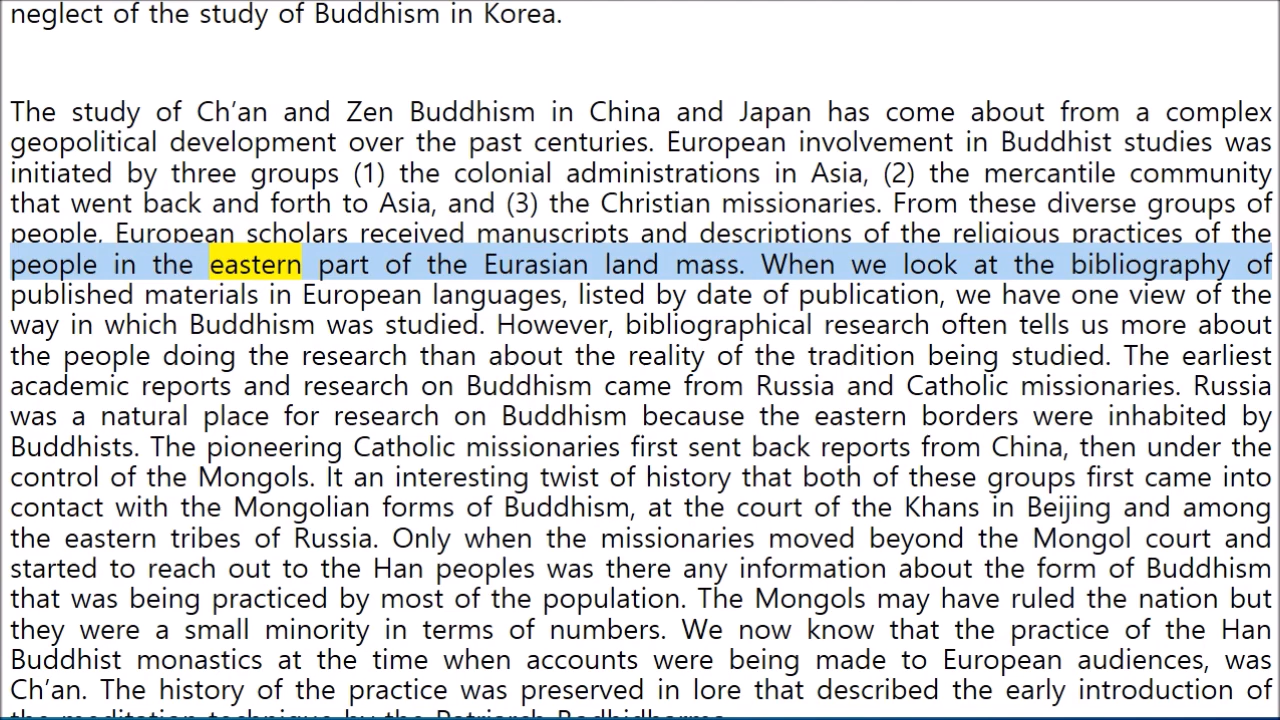 neglect of the study of Buddhism in Korea.
The study of Ch’an and Zen Buddhism in China and Japan has come about from a complex
geopolitical development over the past centuries. European involvement in Buddhist studies was
initiated by three groups (1) the colonial administrations in Asia, (2) the mercantile community
that went back and forth to Asia, and (3) the Christian missionaries. From these diverse groups of
people, European scholars received manuscripts and descriptions of the religious practices of the
people in the eastern part of the Eurasian land mass. When we look at the bibliography of
published materials in European languages, listed by date of publication, we have one view of the
way in which Buddhism was studied. However, bibliographical research often tells us more about
the people doing the research than about the reality of the tradition being studied. The earliest
academic reports and research on Buddhism came from Russia and Catholic missionaries. Russia
was a natural place for research on Buddhism because the eastern borders were inhabited by
Buddhists. The pioneering Catholic missionaries first sent back reports from China, then under the
control of the Mongols. It an interesting twist of history that both of these groups first came into
contact with the Mongolian forms of Buddhism, at the court of the Khans in Beijing and among
the eastern tribes of Russia. Only when the missionaries moved beyond the Mongol court and
started to reach out to the Han peoples was there any information about the form of Buddhism
that was being practiced by most of the population. The Mongols may have ruled the nation but
they were a small minority in terms of numbers. We now know that the practice of the Han
Buddhist monastics at the time when accounts were being made to European audiences, was
Ch’an. The history of the practice was preserved in lore that described the early introduction of
the meditation technique by the Patriarch Bodhidharma.